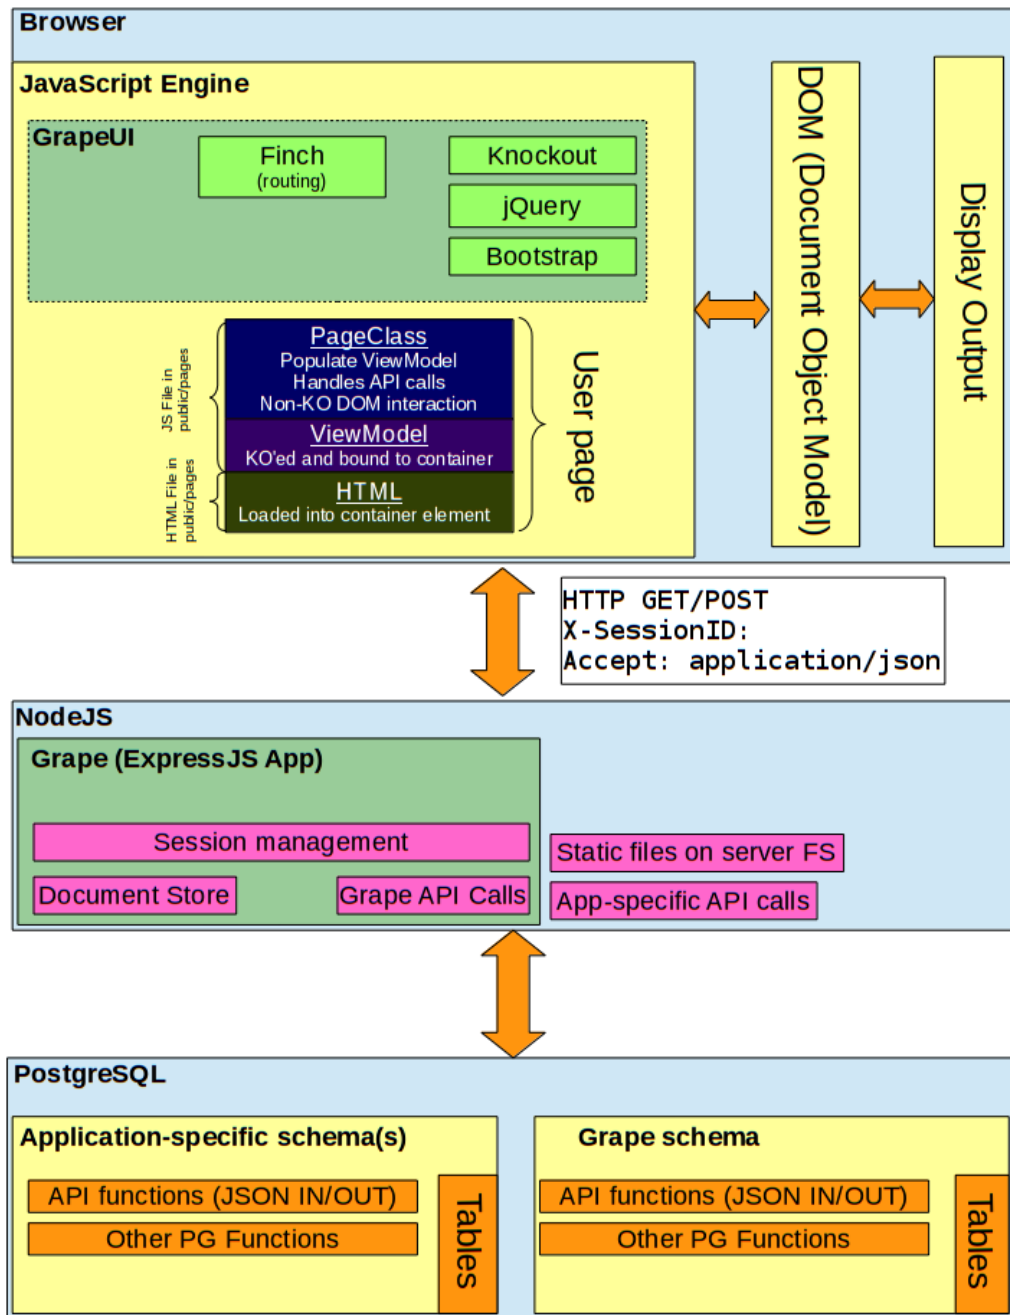 Browser
JavaScript Engine
GrapeUI
Finch
(routing)
Knockout
jQuery
Bootstrap
PageClass
Populate ViewModel
Handles API calls
Non-KO DOM interaction
ViewModel
KO'ed and bound to container
HTML
Loaded into container element
JS File in
public/pages
HTML File in
public/pages
User page
DOM (Document Object Model)
Display Output
HTTP GET/POST
X-SessionID:
Accept: application/json
NodeJS
Grape (ExpressJS App)
Session management
Document Store
Grape API Calls
Static files on server FS
App-specific API calls
PostgreSQL
Application-specific schema(s)
API functions (JSON IN/OUT)
Other PG Functions
Tables
Grape schema
API functions (JSON IN/OUT)
Other PG Functions
Tables